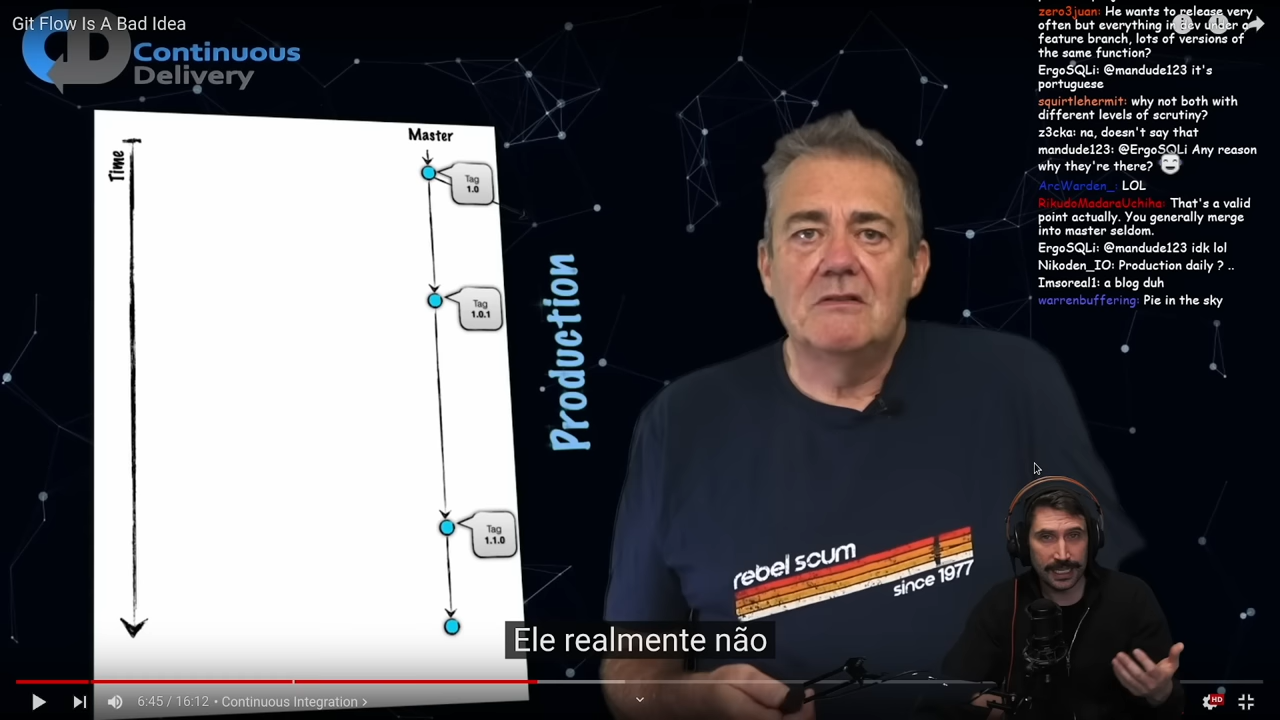 Git Flow Is A Bad Idea
Continuous
Delivery
Time
Master
Tag
1.0
Tag
1.0.1
Tag
1.1.0
Production
rebel scum
since 1977
Ele realmente não
6:45 / 16:12 • Continuous Integration >
HD
zero3juan: He wants to release very
often but everything in dev under a
feature branch, lots of versions of
the same function?
ErgoSQLi: @mandude123 it's
portuguese
squirtlehermit: why not both with
different levels of scrutiny?
z3cka: na, doesn't say that
mandude123: @ErgoSQLi Any reason
why they're there?
ArcWarden_: LOL
RikudoMadaraUchiha: That's a valid
point actually. You generally merge
into master seldom.
ErgoSQLi: @mandude123 idk lol
Nikoden_IO: Production daily ? ..
Imsoreal1: a blog duh
warrenbuffering: Pie in the sky